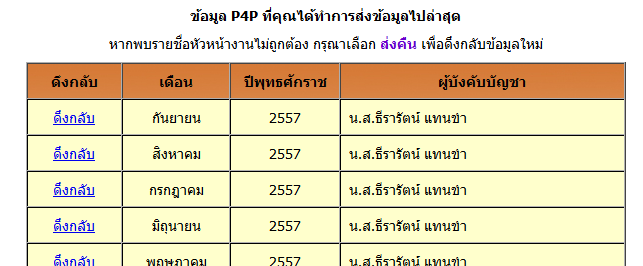 ข้อมูล P4P ที่คุณได้ทำการส่งข้อมูลไปล่าสุด
หากพบรายชื่อหัวหน้างานไม่ถูกต้อง กรุณาเลือก ส่งคืน เพื่อดึงกลับข้อมูลใหม่
ดึงกลับ เดือน ปีพุทธศักราช ผู้บังคับบัญชา
ดึงกลับ กันยายน 2557 น.ส.ธีรารัตน์ แทนขำ
ดึงกลับ สิงหาคม 2557 น.ส.ธีรารัตน์ แทนขำ
ดึงกลับ กรกฎาคม 2557 น.ส.ธีรารัตน์ แทนขำ
ดึงกลับ มิถุนายน 2557 น.ส.ธีรารัตน์ แทนขำ
ดึงกลับ พฤษภาคม 2557 น.ส.ธีรารัตน์ แทนขำ